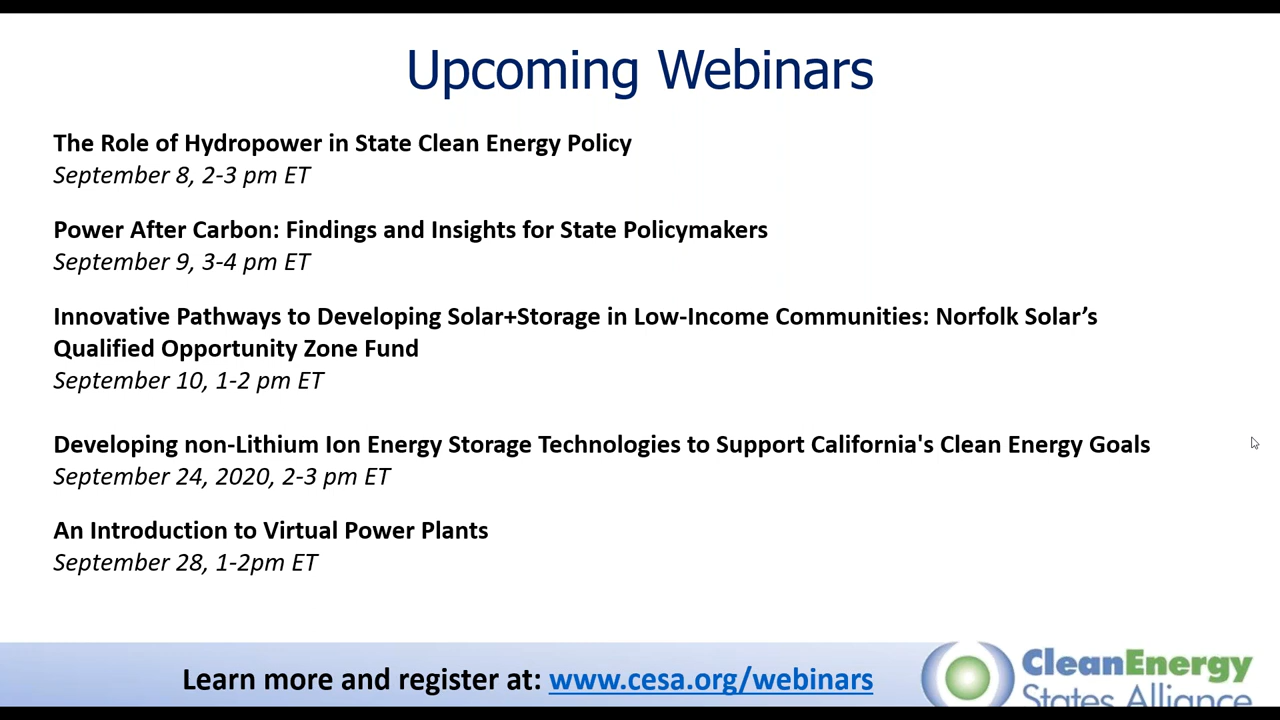 Upcoming Webinars
The Role of Hydropower in State Clean Energy Policy
September 8, 2-3 pm ET
Power After Carbon: Findings and Insights for State Policymakers
September 9, 3-4 pm ET
Innovative Pathways to Developing Solar+Storage in Low-Income Communities: Norfolk Solar’s
Qualified Opportunity Zone Fund
September 10, 1-2 pm ET
Developing non-Lithium Ion Energy Storage Technologies to Support California's Clean Energy Goals
September 24, 2020, 2-3 pm ET
An Introduction to Virtual Power Plants
September 28, 1-2pm ET
Learn more and register at: www.cesa.org/webinars
CleanEnergy
States Alliance